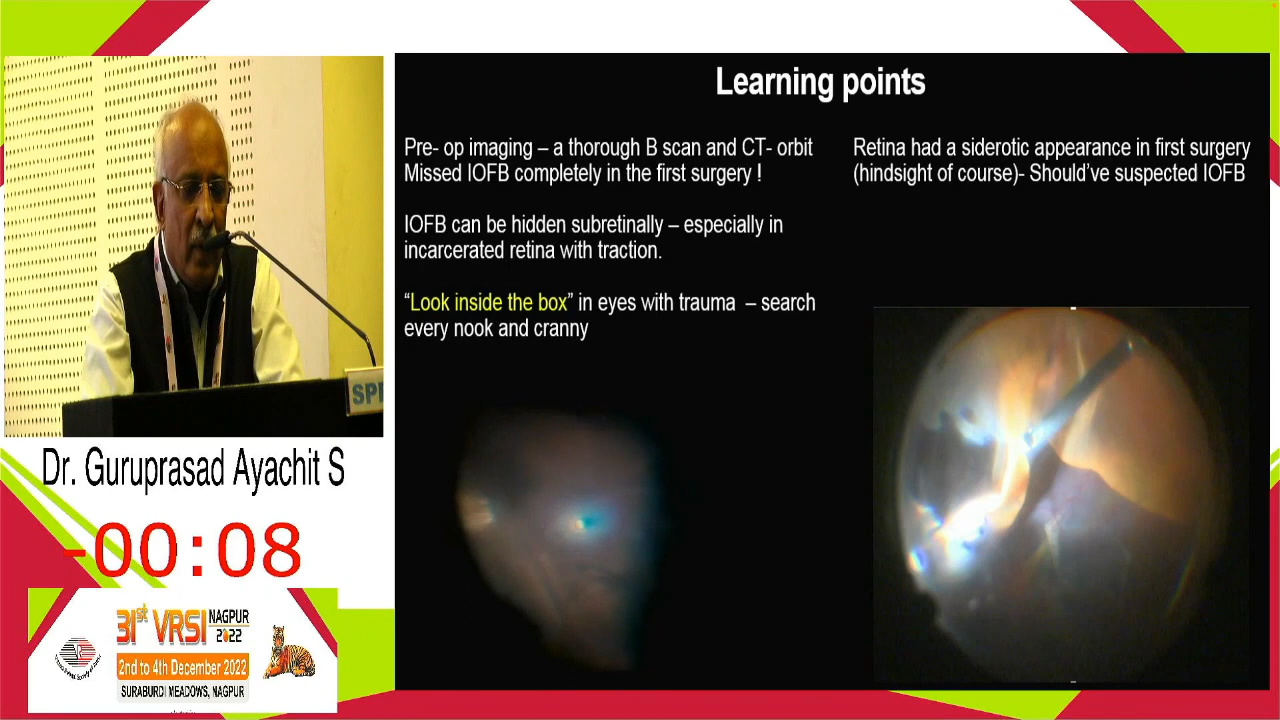 Learning points
Pre- op imaging – a thorough B scan and CT- orbit
Missed IOFB completely in the first surgery !
IOFB can be hidden subretinally – especially in
incarcerated retina with traction.
“Look inside the box” in eyes with trauma – search
every nook and cranny
Retina had a siderotic appearance in first surgery
(hindsight of course)- Should've suspected IOFB
Dr. Guruprasad Ayachit S
-00:08
31st VRSI NAGPUR
2022
2nd to 4th December 2022
SURABURDI MEADOWS, NAGPUR